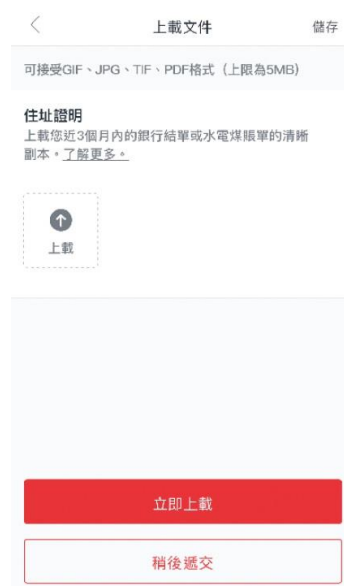 上載文件
儲存
可接受GIF、JPG、TIF、PDF格式（上限為5MB）
住址證明
上載您近3個月內的銀行結單或水電煤賬單的清晰
副本。了解更多。
上載
立即上載
稍後遞交